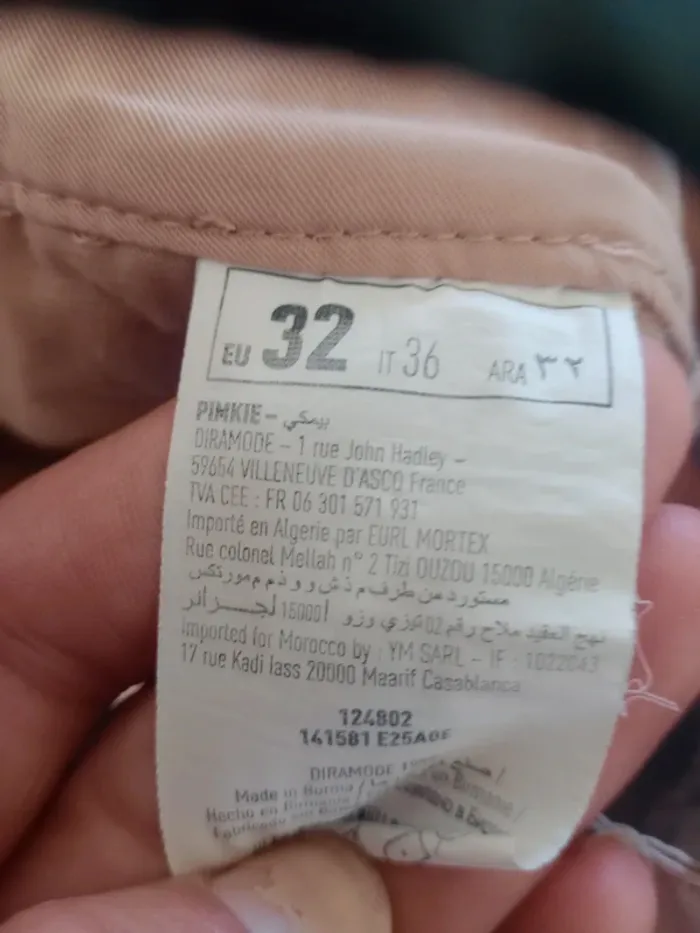 EU 32 IT 36 ARA ٣٢
PIMKIE – بيمكي
DIRAMODE – 1 rue John Hadley –
59654 VILLENEUVE D'ASCQ France
TVA CEE : FR 06 301 571 931
Importé en Algerie par EURL MORTEX
Rue colonel Mellah n° 2 Tizi OUZOU 15000 Algérie
مستورد من طرف م ذ ش و و ذ م م مورتكس
نهج العقيد ملاح رقم 02 تيزي وزو 15000 الجـــزائر
Imported for Morocco by : YM SARL – IF : 1022043
17 rue Kadi Iass 20000 Maarif Casablanca
124802
141581 E25A0E
DIRAMODE
Made in Burma /
Hecho en Birmania
Fabricado